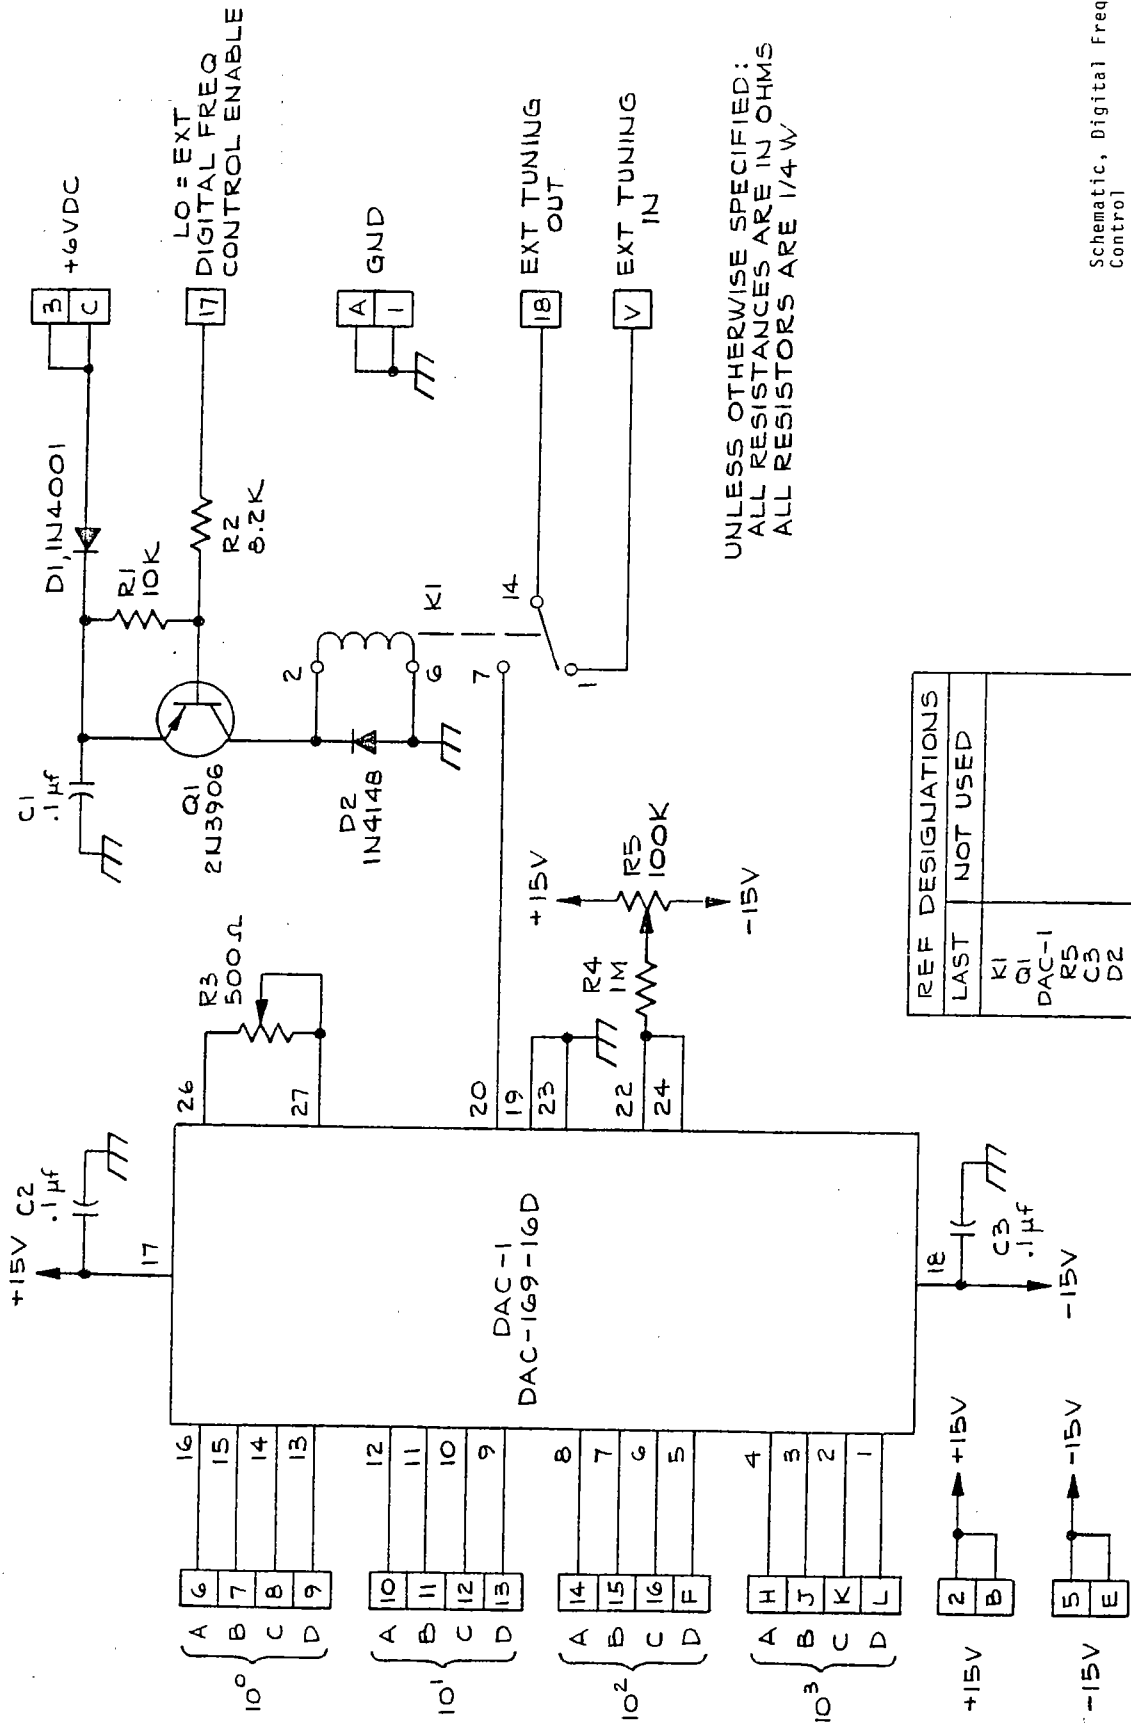 +6VDC
3
C
LO = EXT
DIGITAL FREQ
CONTROL ENABLE
17
GND
A
1
18
EXT TUNING
OUT
V
EXT TUNING
IN
D1, IN4001
R1
10K
R2
8.2K
C1
.1 µf
Q1
2N3906
2
6
K1
D2
1N4148
7
14
1
UNLESS OTHERWISE SPECIFIED:
ALL RESISTANCES ARE IN OHMS
ALL RESISTORS ARE 1/4 W
R3
500Ω
26
27
20
19
23
22
24
R4
1M
+15V
R5
100K
-15V
+15V
C2
.1 µf
17
DAC-1
DAC-169-16D
18
C3
.1µf
-15V
10⁰
A 6 16
B 7 15
C 8 14
D 9 13
10¹
A 10 12
B 11 11
C 12 10
D 13 9
10²
A 14 8
B 15 7
C 16 6
D F 5
10³
A H 4
B J 3
C K 2
D L 1
+15V
2
B
+15V
-15V
5
E
-15V
REF DESIGNATIONS
LAST NOT USED
K1
Q1
DAC-1
R5
C3
D2
Schematic, Digital Freq
Control